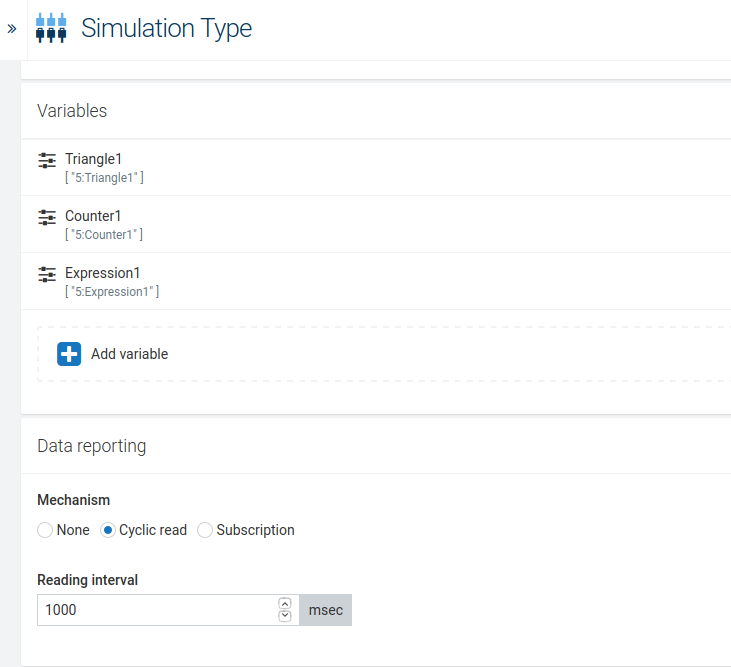 »
Simulation Type
Variables
Triangle1
[ "5:Triangle1" ]
Counter1
[ "5:Counter1" ]
Expression1
[ "5:Expression1" ]
Add variable
Data reporting
Mechanism
None Cyclic read Subscription
Reading interval
1000 msec